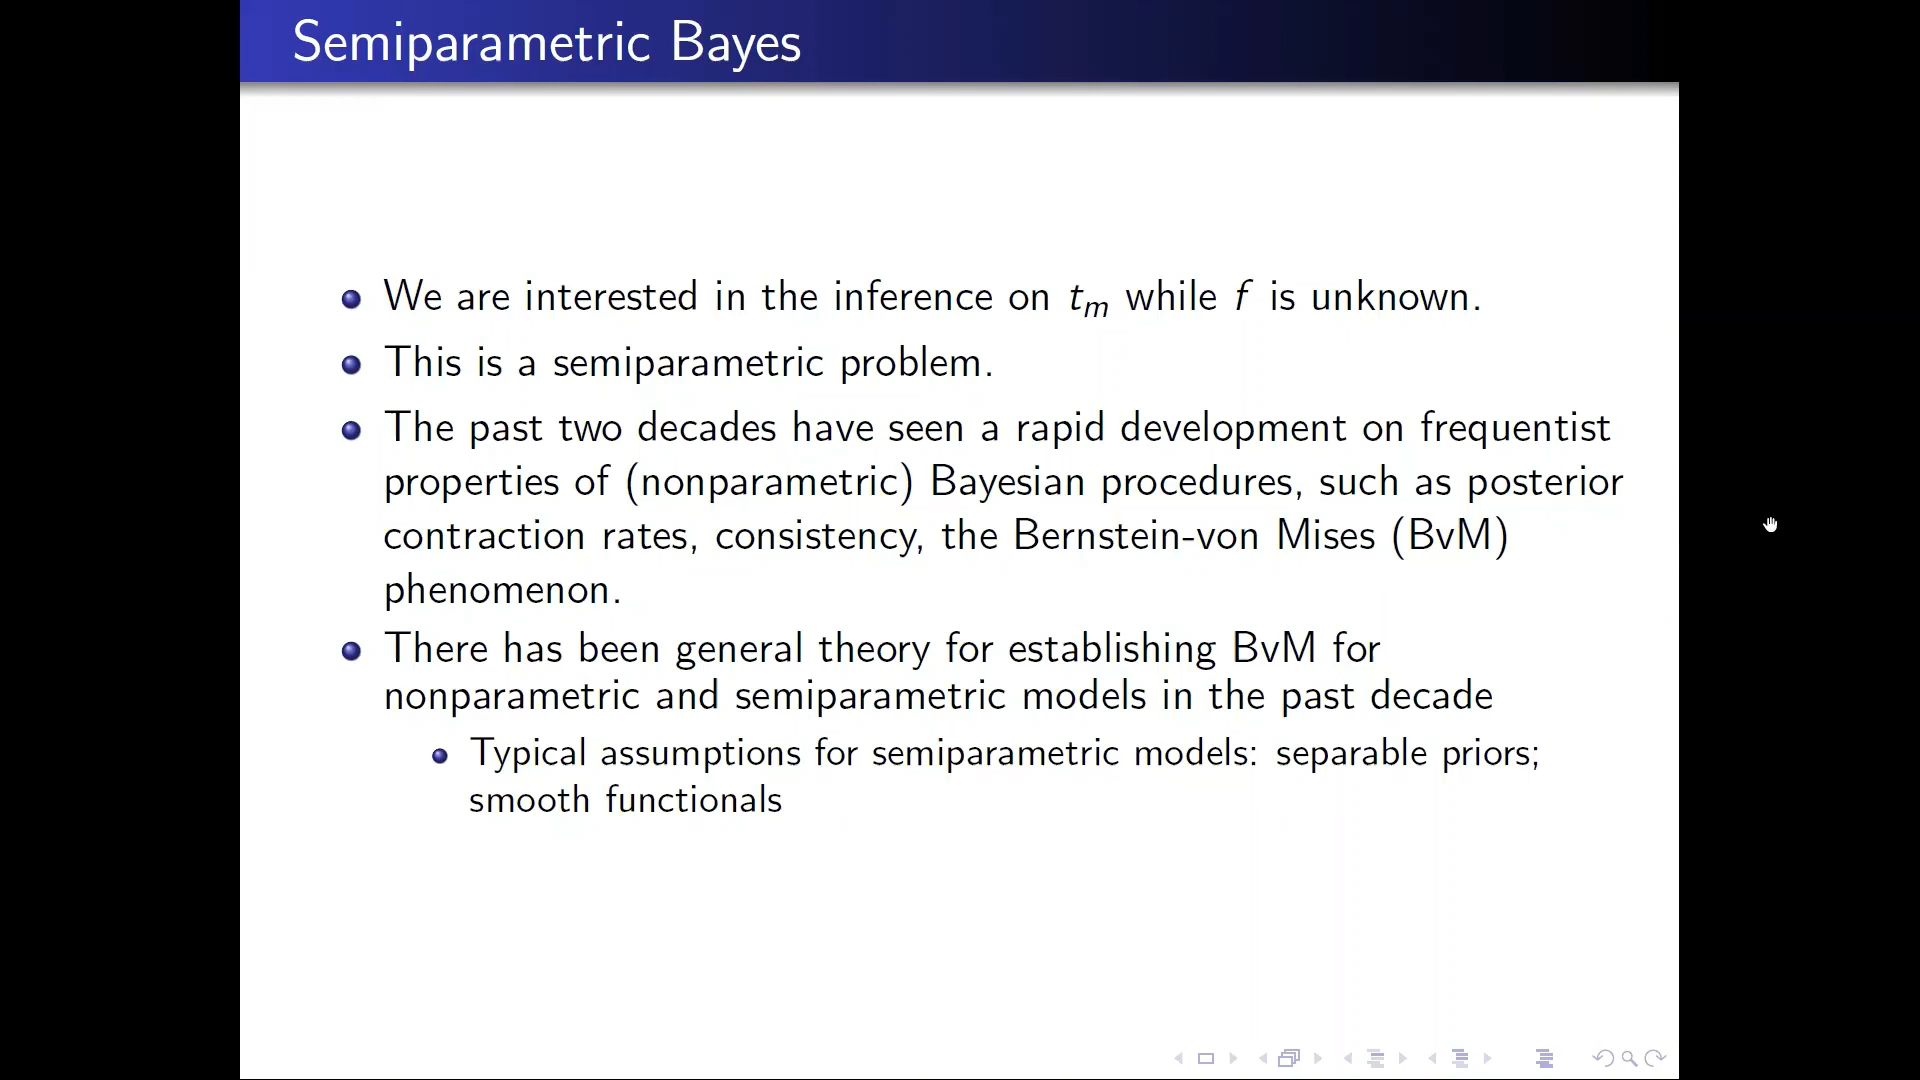 Semiparametric Bayes
We are interested in the inference on tₘ while f is unknown.
This is a semiparametric problem.
The past two decades have seen a rapid development on frequentist
properties of (nonparametric) Bayesian procedures, such as posterior
contraction rates, consistency, the Bernstein-von Mises (BvM)
phenomenon.
There has been general theory for establishing BvM for
nonparametric and semiparametric models in the past decade
Typical assumptions for semiparametric models: separable priors;
smooth functionals